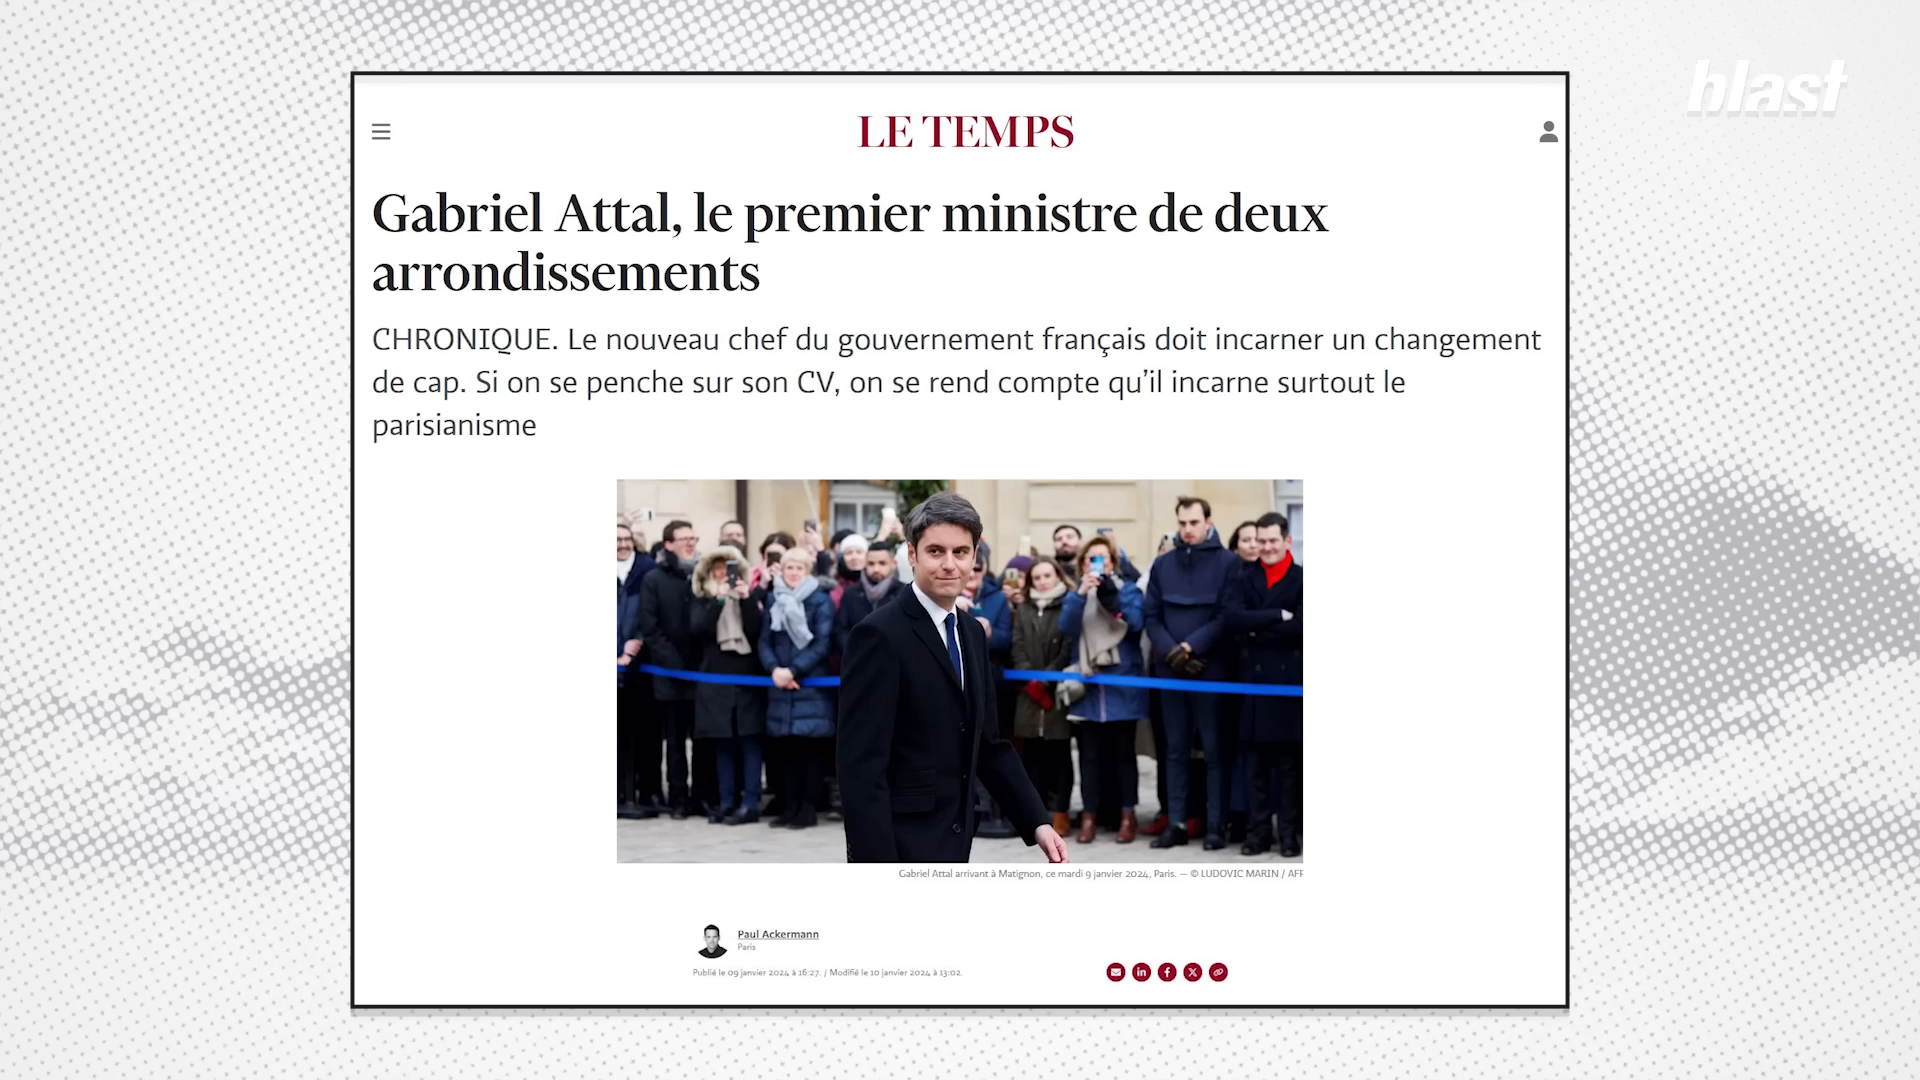 blast
LE TEMPS
Gabriel Attal, le premier ministre de deux
arrondissements
CHRONIQUE. Le nouveau chef du gouvernement français doit incarner un changement
de cap. Si on se penche sur son CV, on se rend compte qu’il incarne surtout le
parisianisme
Gabriel Attal arrivant à Matignon, ce mardi 9 janvier 2024, Paris. — © LUDOVIC MARIN / AFP
Paul Ackermann
Paris
Publié le 09 janvier 2024 à 16:27. / Modifié le 10 janvier 2024 à 13:02.